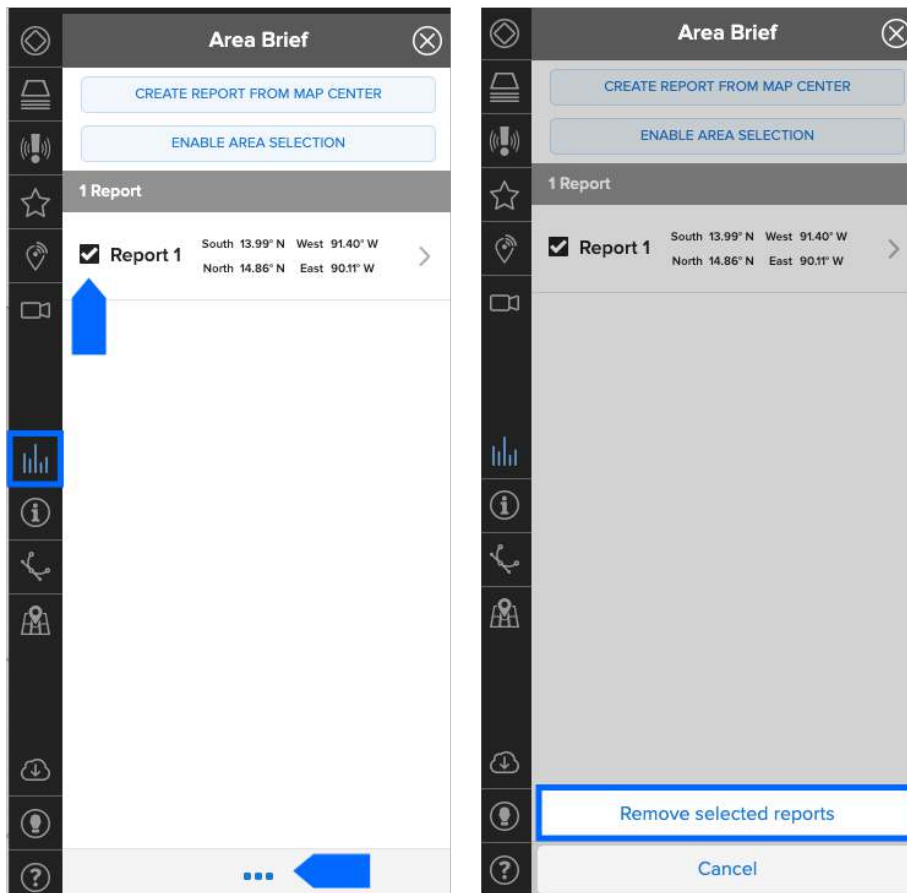 Area Brief
CREATE REPORT FROM MAP CENTER
ENABLE AREA SELECTION
1 Report
Report 1
South 13.99° N West 91.40° W
North 14.86° N East 90.11° W
Area Brief
CREATE REPORT FROM MAP CENTER
ENABLE AREA SELECTION
1 Report
Report 1
South 13.99° N West 91.40° W
North 14.86° N East 90.11° W
Remove selected reports
Cancel